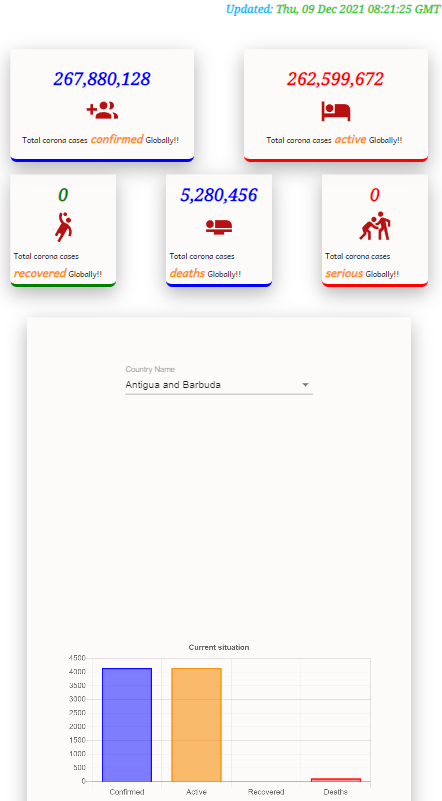 Updated: Thu, 09 Dec 2021 08:21:25 GMT
267,880,128
Total corona cases confirmed Globally!!
262,599,672
Total corona cases active Globally!!
0
Total corona cases
recovered Globally!!
5,280,456
Total corona cases
deaths Globally!!
0
Total corona cases
serious Globally!!
Country Name
Antigua and Barbuda
Current situation
4500
4000
3500
3000
2500
2000
1500
1000
500
0
Confirmed Active Recovered Deaths